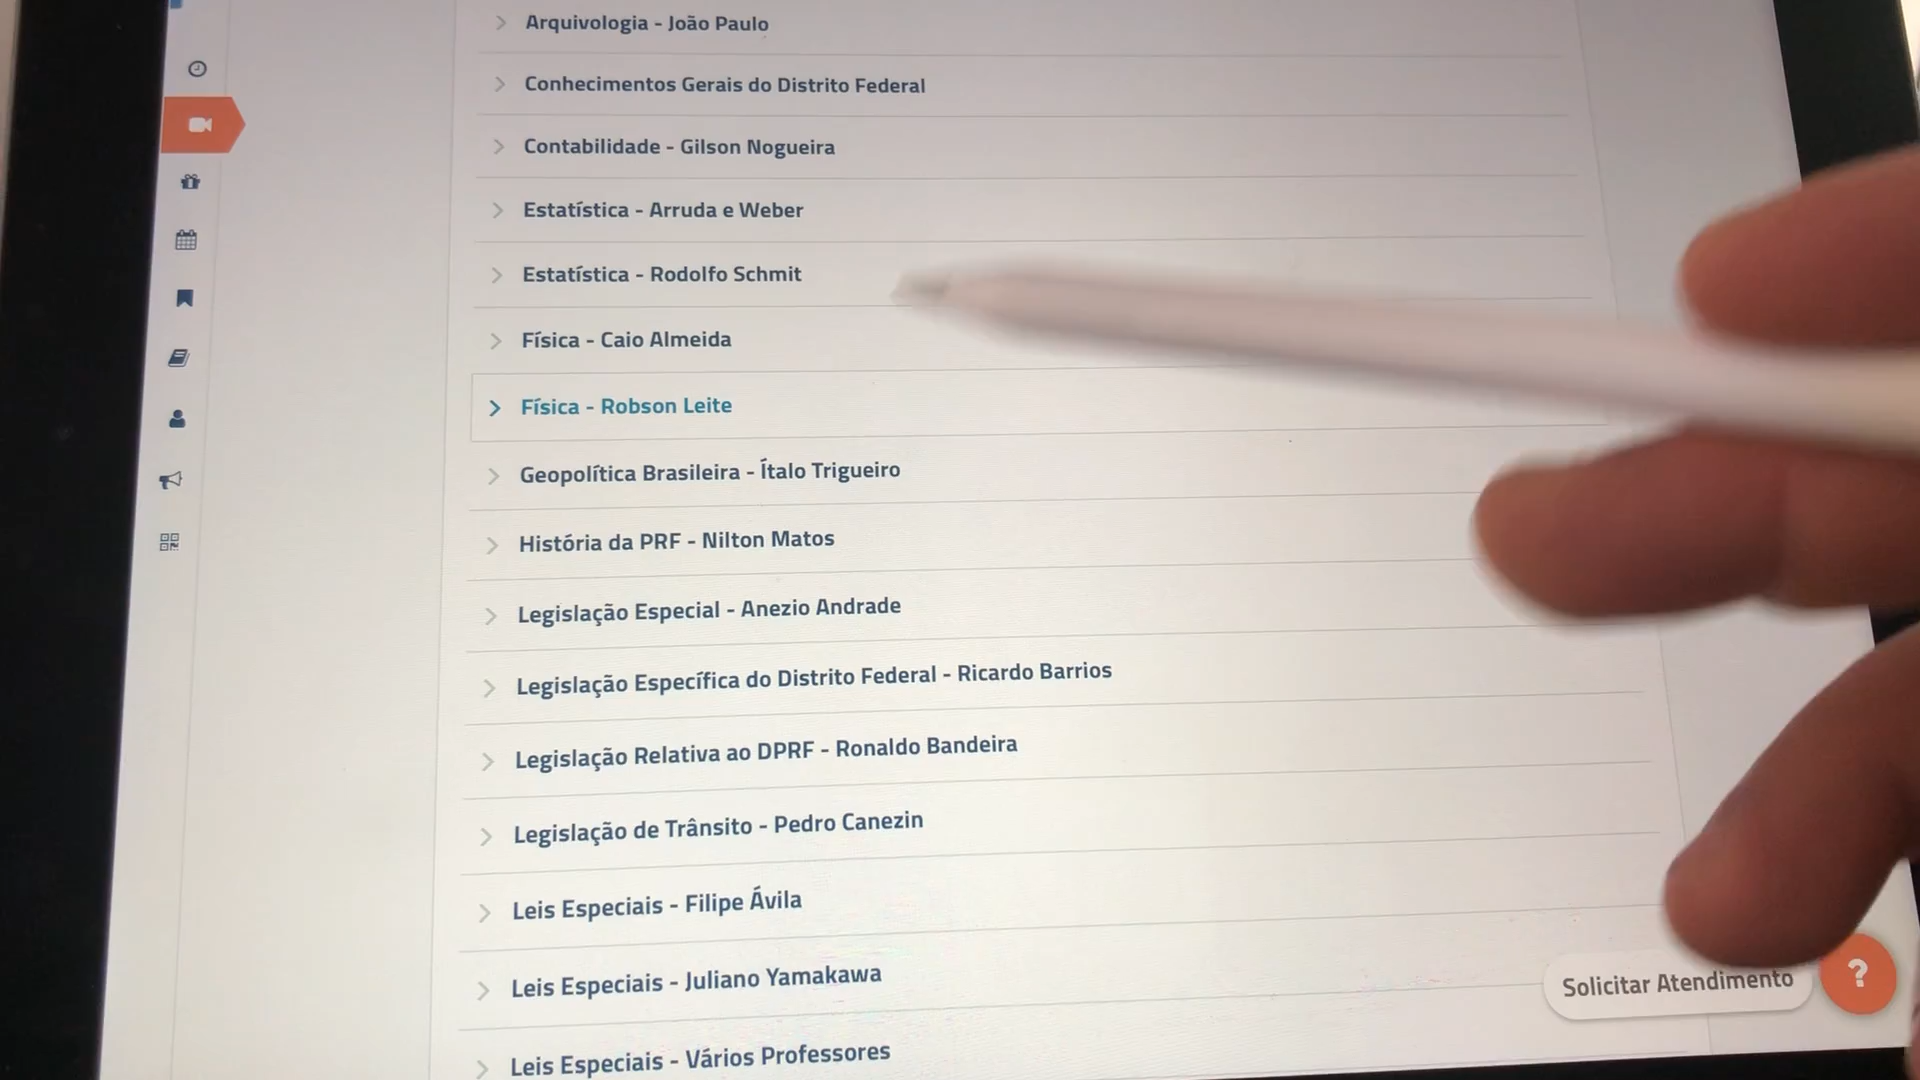 Arquivologia - João Paulo
Conhecimentos Gerais do Distrito Federal
Contabilidade - Gilson Nogueira
Estatística - Arruda e Weber
Estatística - Rodolfo Schmit
Física - Caio Almeida
Física - Robson Leite
Geopolítica Brasileira - Ítalo Trigueiro
História da PRF - Nilton Matos
Legislação Especial - Anezio Andrade
Legislação Específica do Distrito Federal - Ricardo Barrios
Legislação Relativa ao DPRF - Ronaldo Bandeira
Legislação de Trânsito - Pedro Canezin
Leis Especiais - Filipe Ávila
Leis Especiais - Juliano Yamakawa
Solicitar Atendimento ?
Leis Especiais - Vários Professores